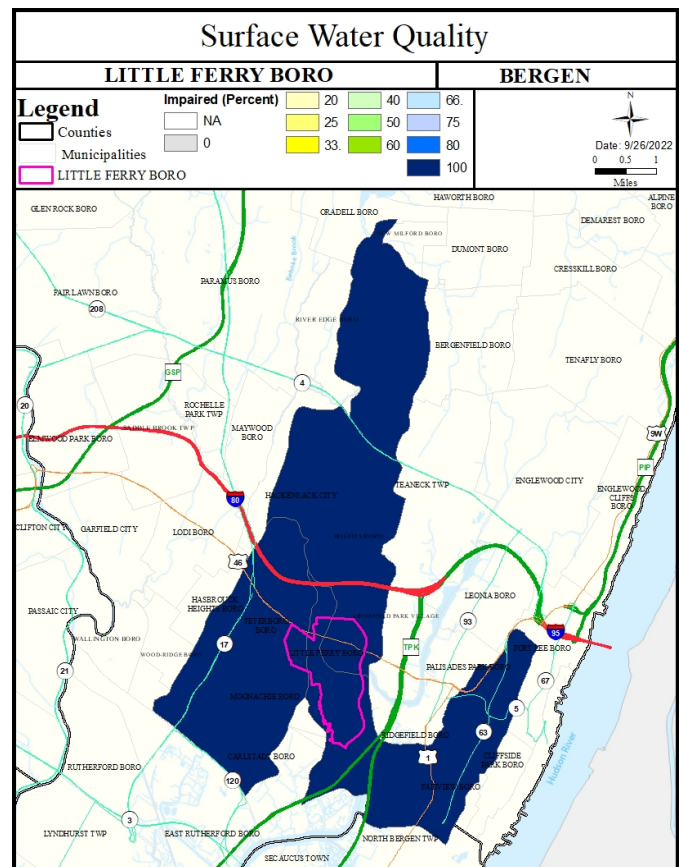 Surface Water Quality
LITTLE FERRY BORO
BERGEN
Legend
Counties
Municipalities
LITTLE FERRY BORO
Impaired (Percent)
NA
0
20
25
33.
40
50
60
66.
75
80
100
N
Date: 9/26/2022
0 0.5 1
Miles
GLEN ROCK BORO
ORADELL BORO
HAWORTH BORO
ALPINE
BORO
DEMAREST BORO
MILFORD BORO
DUMONT BORO
CRESSKILL BORO
PARAMUS BORO
FAIR LAWN BORO
208
RIVER EDGE BORO
BERGENFIELD BORO
TENAFLY BORO
GSP
4
20
ROCHELLE
PARK TWP
SADDLE BROOK TWP
MAYWOOD
BORO
ELMWOOD PARK BORO
9W
PIP
TEANECK TWP
ENGLEWOOD CITY
ENGLEWOOD
CLIFFS
BORO
HACKENSACK CITY
80
CLIFTON CITY
GARFIELD CITY
LODI BORO
46
HASBROUCK
HEIGHTS BORO
LEONIA BORO
PASSAIC CITY
TETERBORO
BORO
93
95
WALLINGTON BORO
WOOD-RIDGE BORO
17
LITTLE FERRY BORO
TPK
FORT LEE BORO
PALISADES PARK BORO
21
67
MOONACHIE BORO
5
RIDGEFIELD BORO
63
1
CARLSTADT BORO
CLIFFSIDE
PARK BORO
Hudson River
RUTHERFORD BORO
120
FAIRVIEW BORO
3
LYNDHURST TWP
EAST RUTHERFORD BORO
NORTH BERGEN TWP
SECAUCUS TOWN